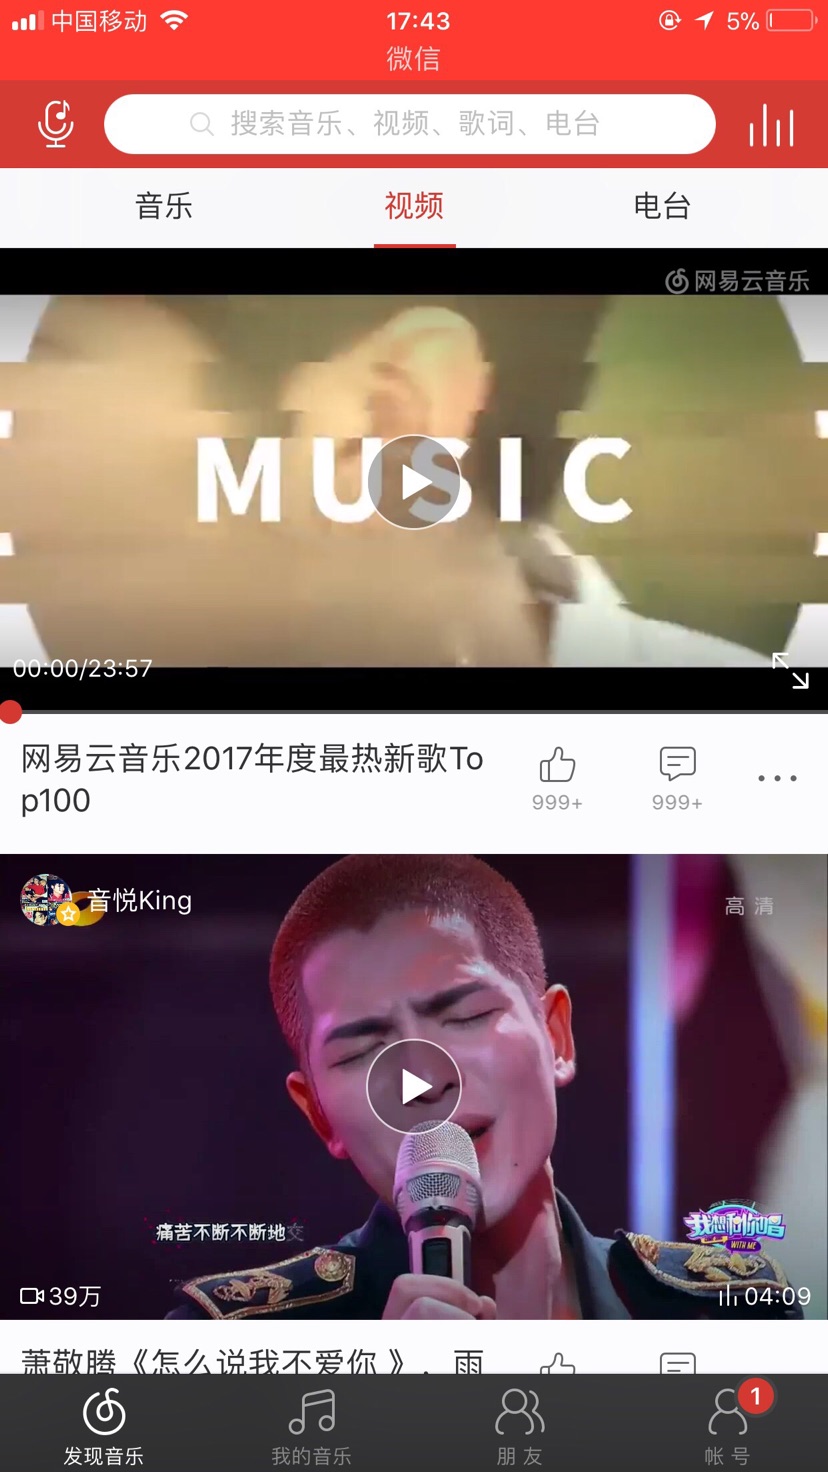 中国移动
17:43
5%
微信
搜索音乐、视频、歌词、电台
音乐
视频
电台
网易云音乐
MUSIC
00:00/23:57
网易云音乐2017年度最热新歌To
p100
999+
999+
音悦King
高清
痛苦不断不断地交
我想和你唱
WITH ME
39万
04:09
萧敬腾《怎么说我不爱你》，雨
发现音乐
我的音乐
朋友
1
帐号